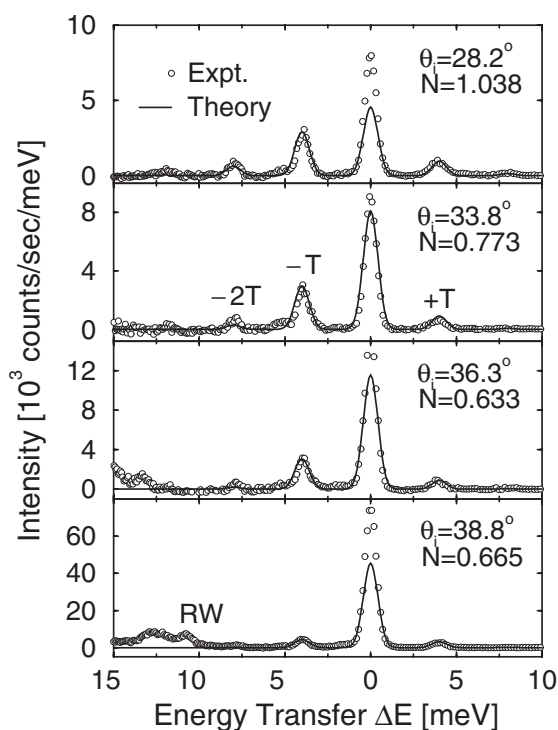 10
5
0
Expt.
Theory
θi=28.2°
N=1.038
8
4
0
−2T
−T
+T
θi=33.8°
N=0.773
12
8
4
0
θi=36.3°
N=0.633
60
40
20
0
RW
θi=38.8°
N=0.665
15 10 5 0 5 10
Energy Transfer ΔE [meV]
Intensity [10³ counts/sec/meV]